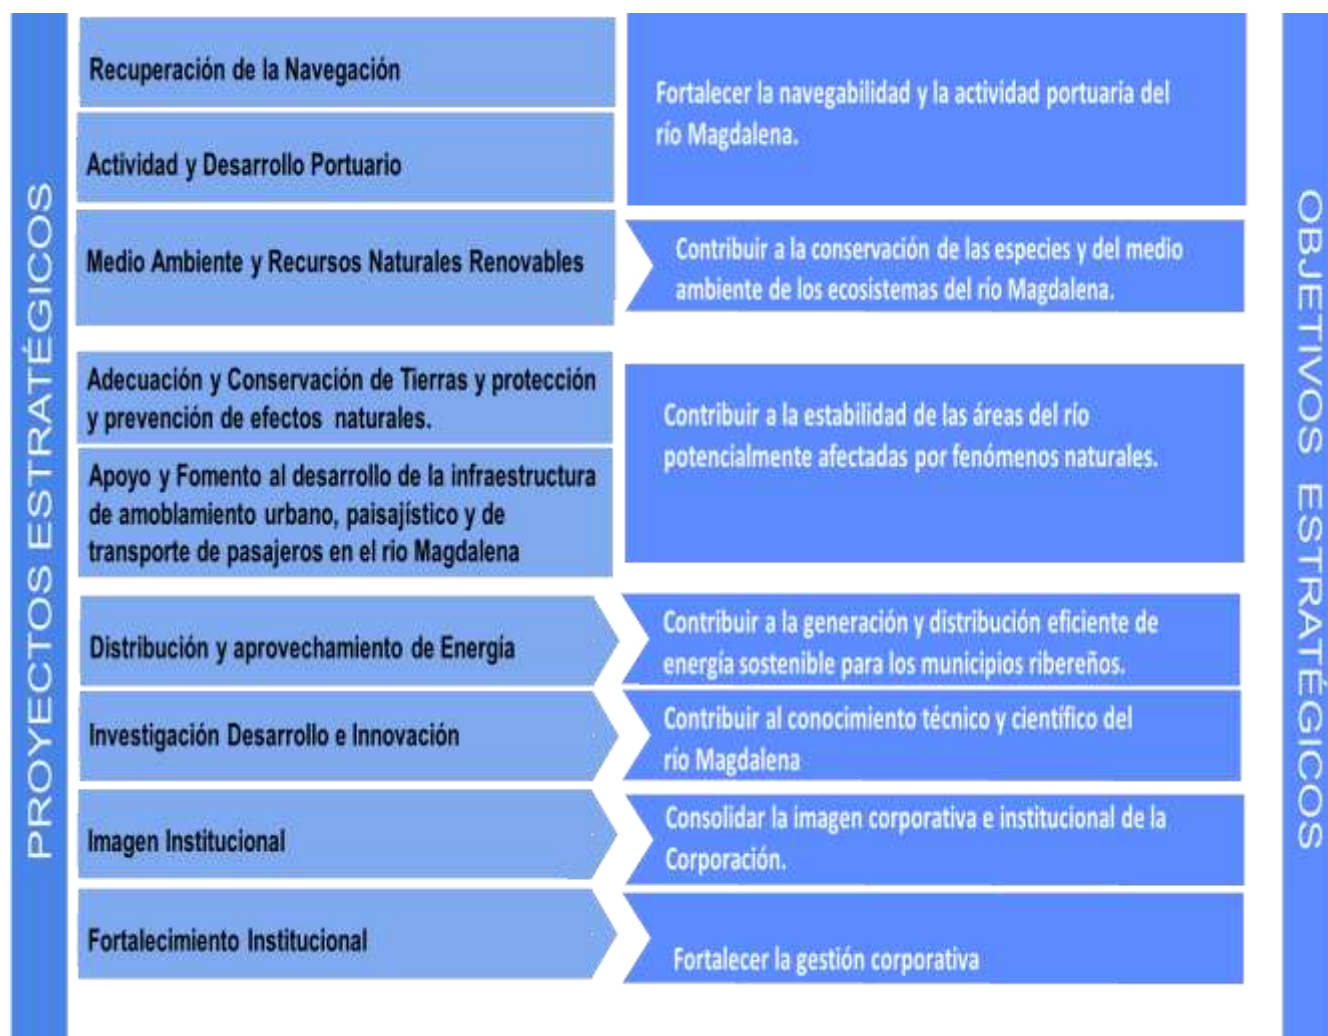 PROYECTOS ESTRATÉGICOS
Recuperación de la Navegación
Actividad y Desarrollo Portuario
Fortalecer la navegabilidad y la actividad portuaria del
río Magdalena.
Medio Ambiente y Recursos Naturales Renovables
Contribuir a la conservación de las especies y del medio
ambiente de los ecosistemas del río Magdalena.
Adecuación y Conservación de Tierras y protección
y prevención de efectos naturales.
Apoyo y Fomento al desarrollo de la infraestructura
de amoblamiento urbano, paisajístico y de
transporte de pasajeros en el rio Magdalena
Contribuir a la estabilidad de las áreas del río
potencialmente afectadas por fenómenos naturales.
Distribución y aprovechamiento de Energía
Contribuir a la generación y distribución eficiente de
energía sostenible para los municipios ribereños.
Investigación Desarrollo e Innovación
Contribuir al conocimiento técnico y científico del
río Magdalena
Imagen Institucional
Consolidar la imagen corporativa e institucional de la
Corporación.
Fortalecimiento Institucional
Fortalecer la gestión corporativa
OBJETIVOS ESTRATÉGICOS